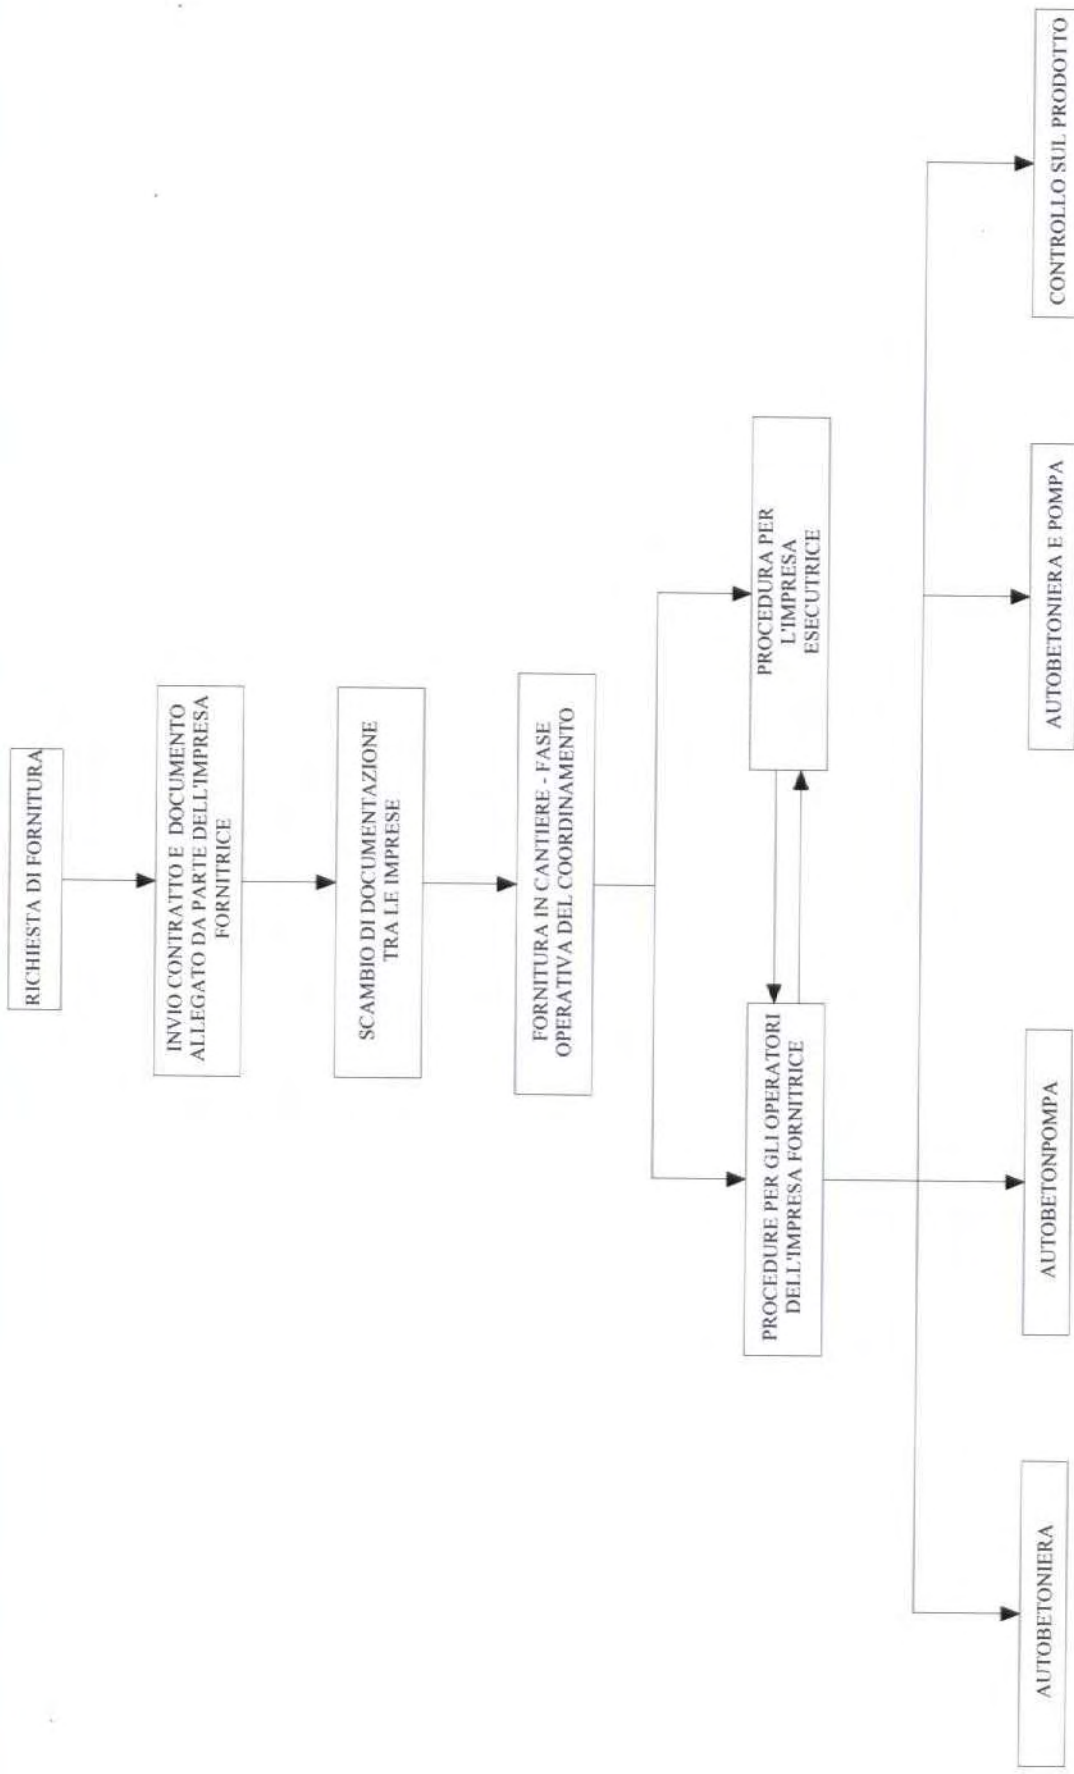 RICHIESTA DI FORNITURA
INVIO CONTRATTO E DOCUMENTO
ALLEGATO DA PARTE DELL'IMPRESA
FORNITRICE
SCAMBIO DI DOCUMENTAZIONE
TRA LE IMPRESE
FORNITURA IN CANTIERE - FASE
OPERATIVA DEL COORDINAMENTO
PROCEDURE PER GLI OPERATORI
DELL'IMPRESA FORNITRICE
PROCEDURA PER
L'IMPRESA
ESECUTRICE
AUTOBETONIERA
AUTOBETONPOMPA
AUTOBETONIERA E POMPA
CONTROLLO SUL PRODOTTO